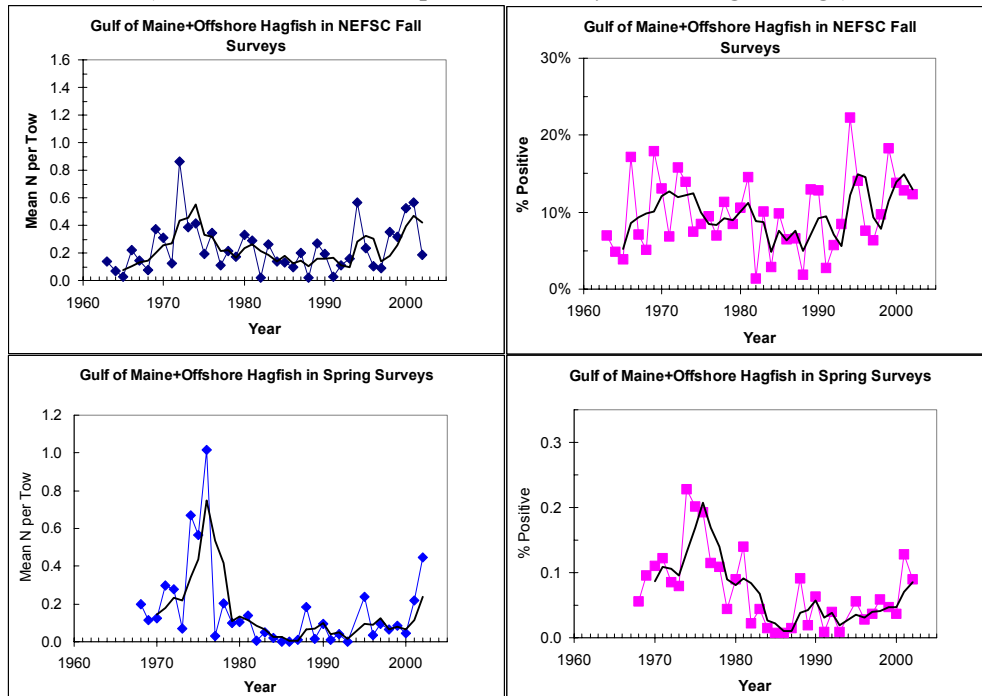 Gulf of Maine+Offshore Hagfish in NEFSC Fall
Surveys
1.6
1.4
1.2
1.0
0.8
0.6
0.4
0.2
0.0
Mean N per Tow
1960 1970 1980 1990 2000
Year
Gulf of Maine+Offshore Hagfish in NEFSC Fall
Surveys
30%
20%
10%
0%
% Positive
1960 1970 1980 1990 2000
Year
Gulf of Maine+Offshore Hagfish in Spring Surveys
1.2
1.0
0.8
0.6
0.4
0.2
0.0
Mean N per Tow
1960 1970 1980 1990 2000
Year
Gulf of Maine+Offshore Hagfish in Spring Surveys
0.3
0.2
0.1
0.0
% Positive
1960 1970 1980 1990 2000
Year